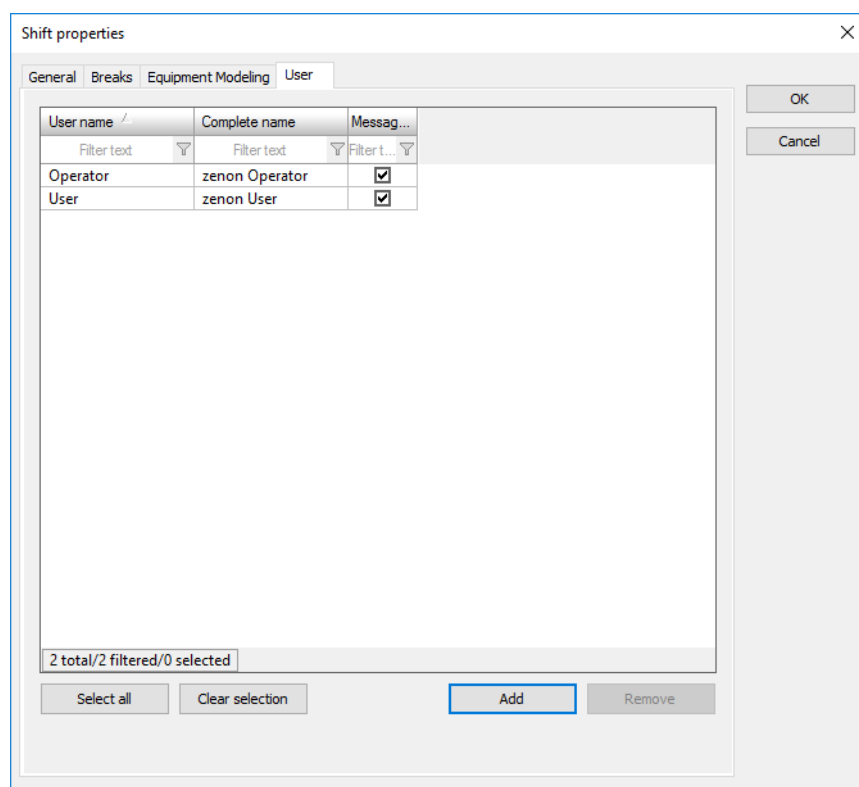 Shift properties
General Breaks Equipment Modeling User
OK
Cancel
User name Complete name Messag...
Filter text Filter text Filter t...
Operator zenon Operator
User zenon User
2 total/2 filtered/0 selected
Select all Clear selection Add Remove